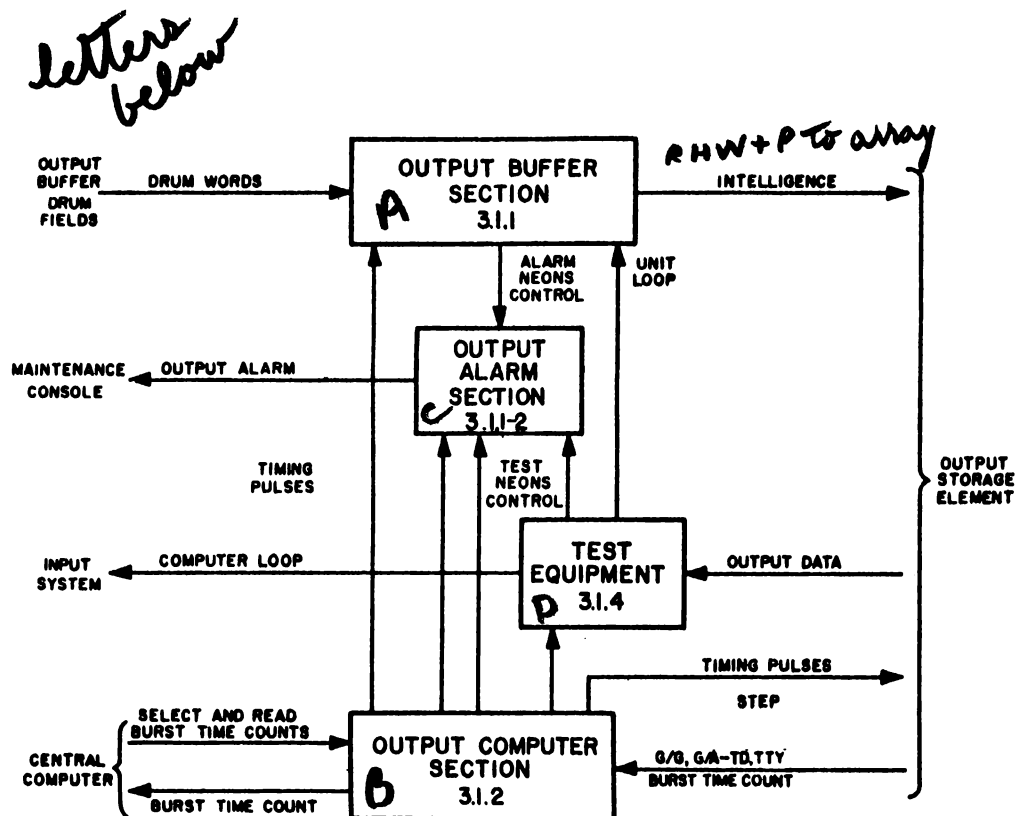 letters
below
RHW + P to array
OUTPUT
BUFFER
DRUM
FIELDS
DRUM WORDS
OUTPUT BUFFER
SECTION
3.1.1
A
INTELLIGENCE
ALARM
NEONS
CONTROL
UNIT
LOOP
MAINTENANCE
CONSOLE
OUTPUT ALARM
OUTPUT
ALARM
SECTION
3.1.1-2
C
TIMING
PULSES
TEST
NEONS
CONTROL
OUTPUT
STORAGE
ELEMENT
INPUT
SYSTEM
COMPUTER LOOP
TEST
EQUIPMENT
3.1.4
D
OUTPUT DATA
TIMING PULSES
STEP
CENTRAL
COMPUTER
SELECT AND READ
BURST TIME COUNTS
BURST TIME COUNT
OUTPUT COMPUTER
SECTION
3.1.2
B
G/G, G/A-TD, TTY
BURST TIME COUNT